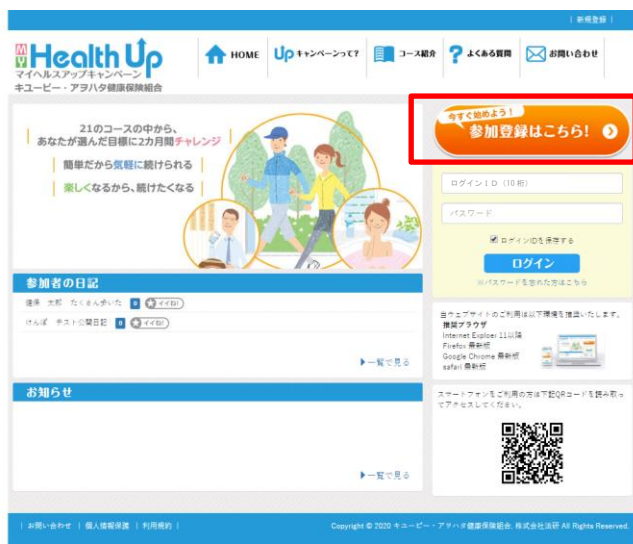 | 新規登録 |
MY Health Up
マイヘルスアップキャンペーン
キユーピー・アヲハタ健康保険組合
HOME
Up キャンペーンって?
コース紹介
? よくある質問
お問い合わせ
21のコースの中から、
あなたが選んだ目標に2カ月間チャレンジ
簡単だから気軽に続けられる
楽しくなるから、続けたくなる
今すぐ始めよう!
参加登録はこちら!
ログインID(10桁)
パスワード
ログインIDを保存する
ログイン
※パスワードを忘れた方はこちら
参加者の日記
健保 太郎 たくさん歩いた 0 イイね!
けんぽ テスト公開日記 0 イイね!
▶一覧で見る
当ウェブサイトのご利用は以下環境を推奨いたします。
推奨ブラウザ
Internet Exploer 11以降
Firefox 最新版
Google Chrome 最新版
safari 最新版
お知らせ
▶一覧で見る
スマートフォンをご利用の方は下記QRコードを読み取っ
てアクセスしてください。
| お問い合わせ | 個人情報保護 | 利用規約 |
Copyright © 2020 キユーピー・アヲハタ健康保険組合, 株式会社法研 All Rights Reserved.